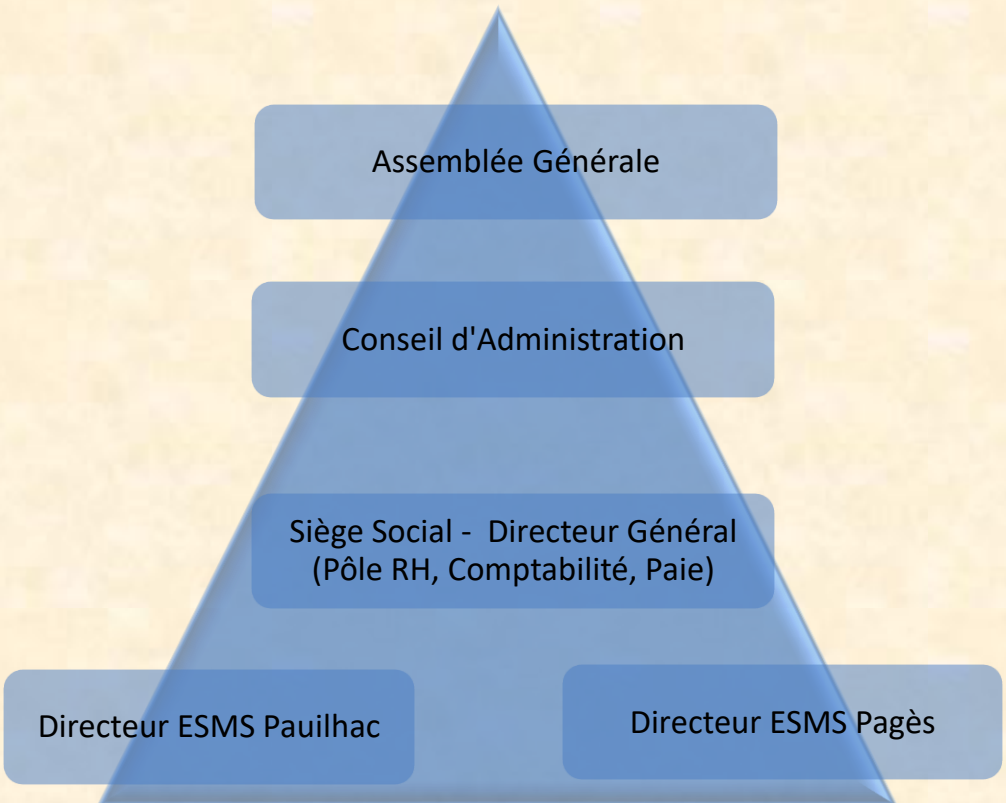 Assemblée Générale
Conseil d'Administration
Siège Social -  Directeur Général
(Pôle RH, Comptabilité, Paie)
Directeur ESMS Pauilhac
Directeur ESMS Pagès